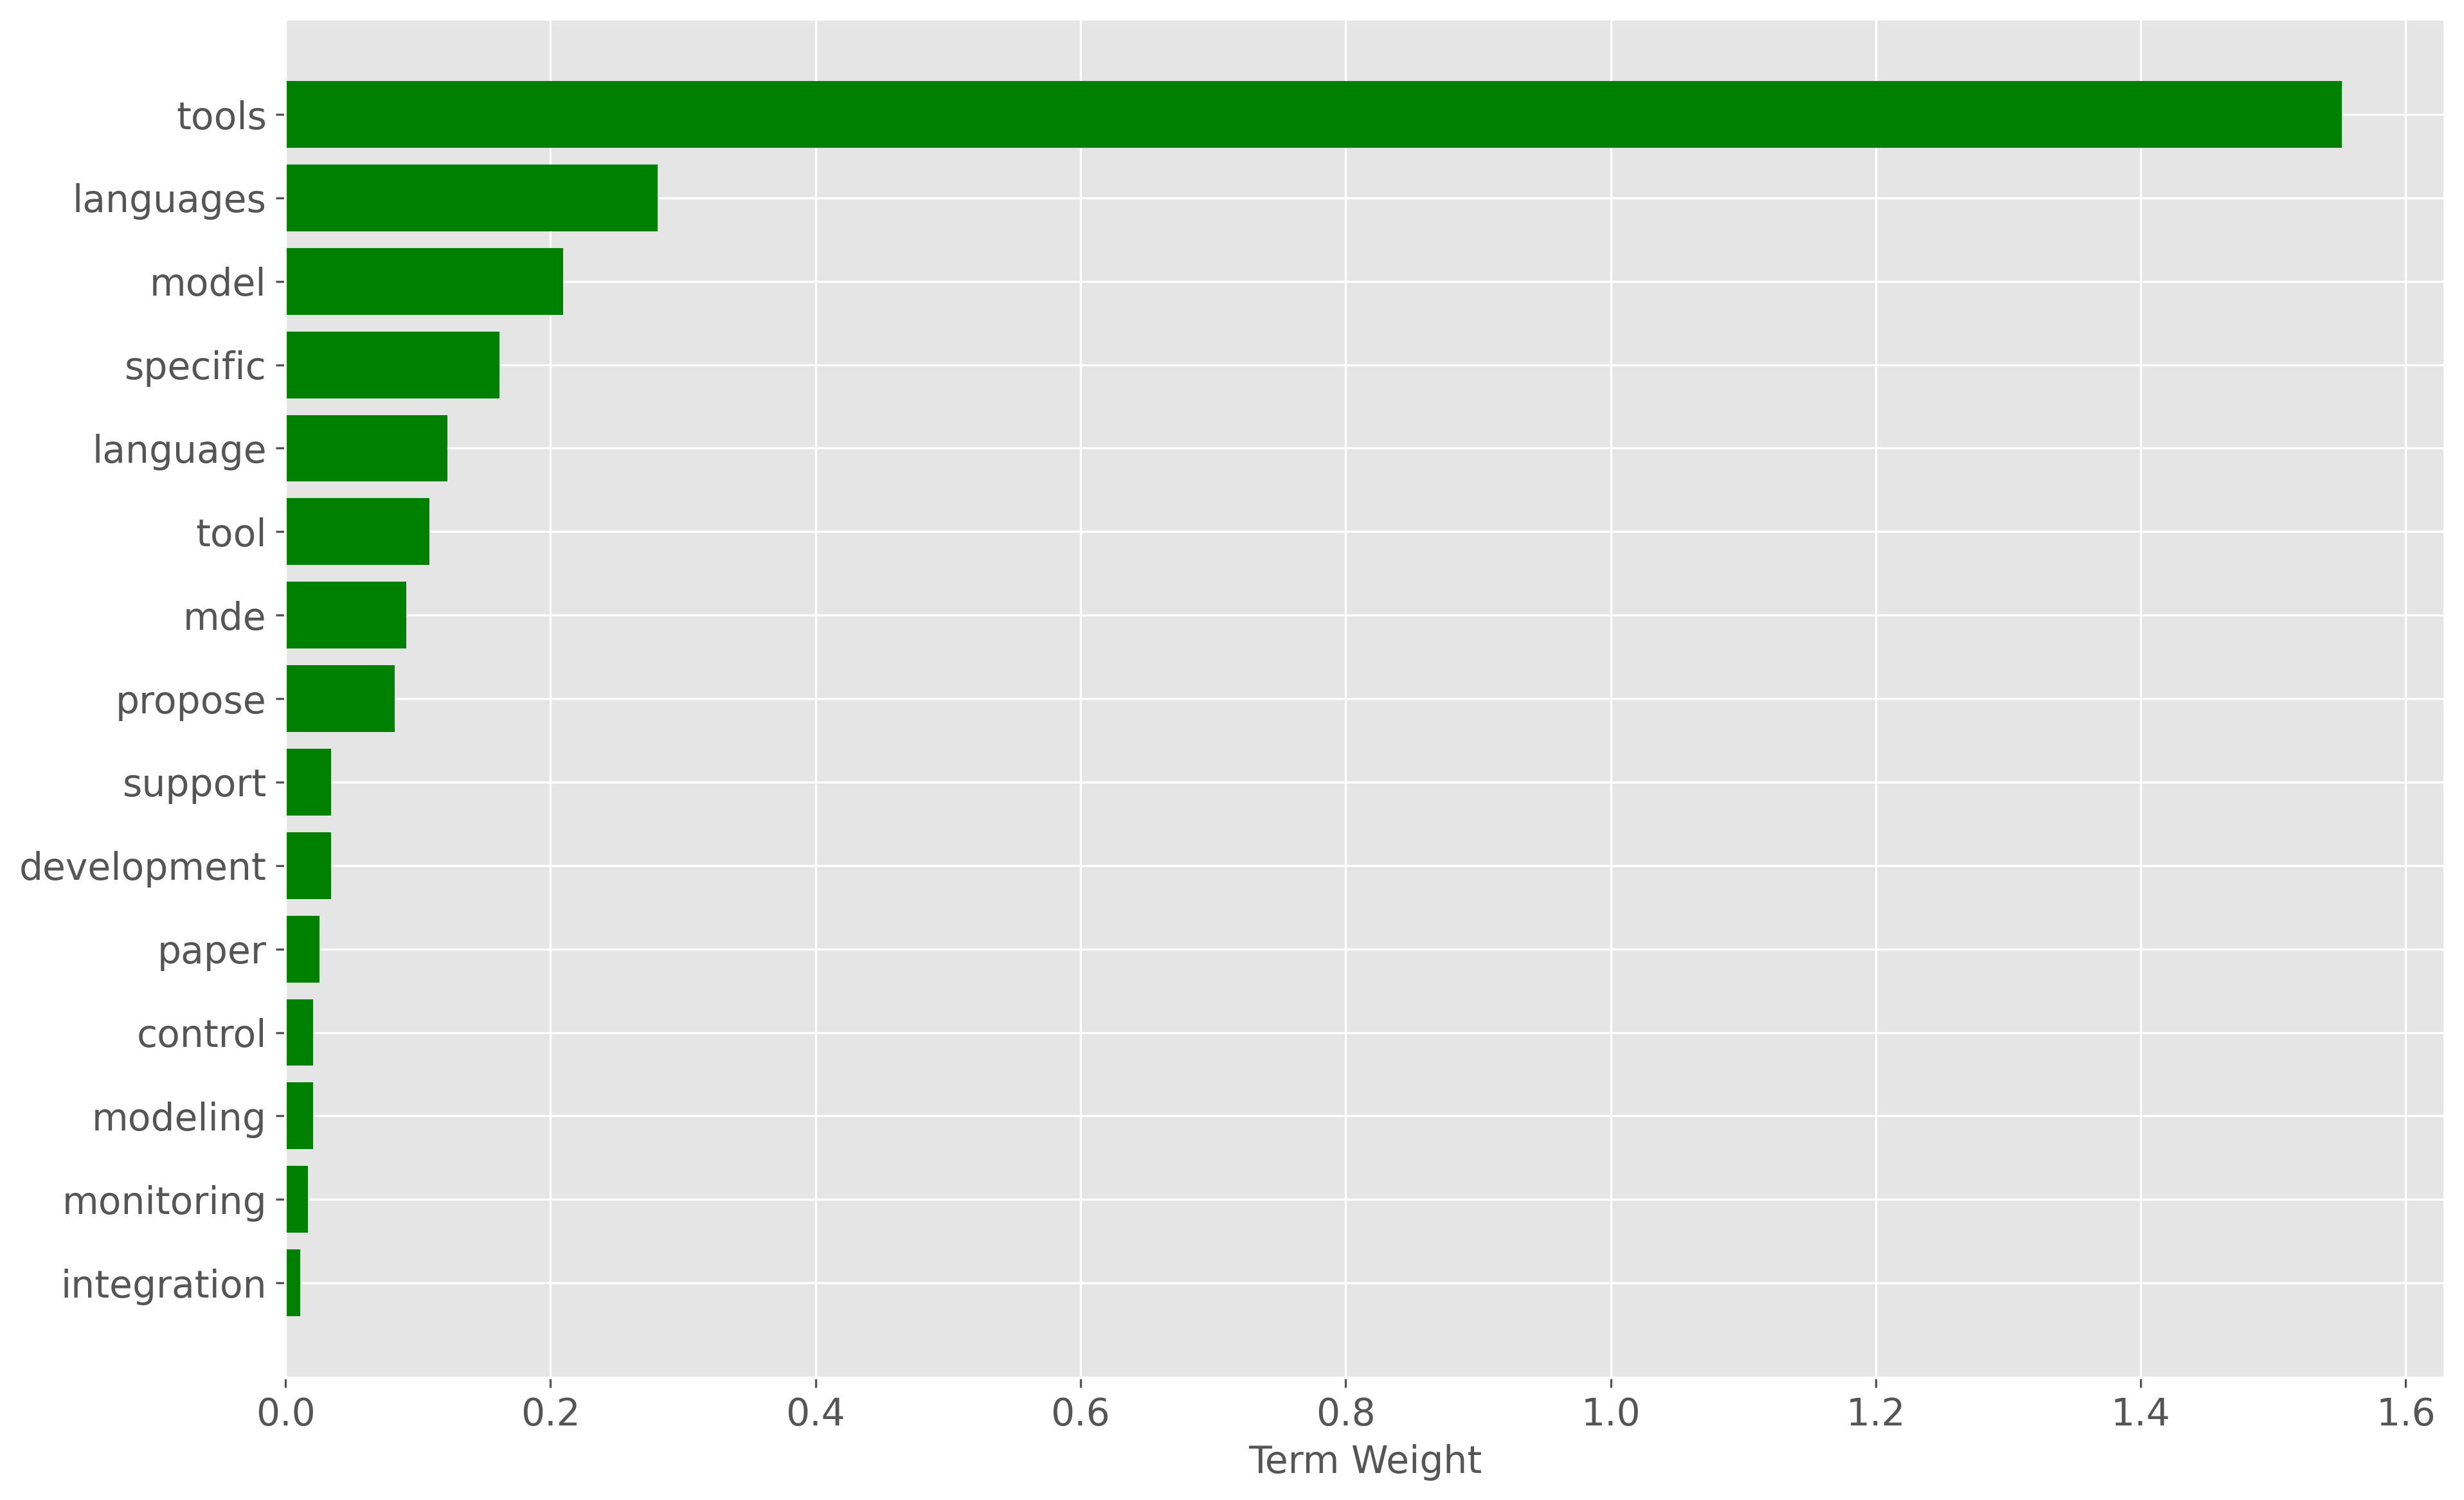 tools
languages
model
specific
language
tool
mde
propose
support
development
paper
control
modeling
monitoring
integration
0.0 0.2 0.4 0.6 0.8 1.0 1.2 1.4 1.6
Term Weight